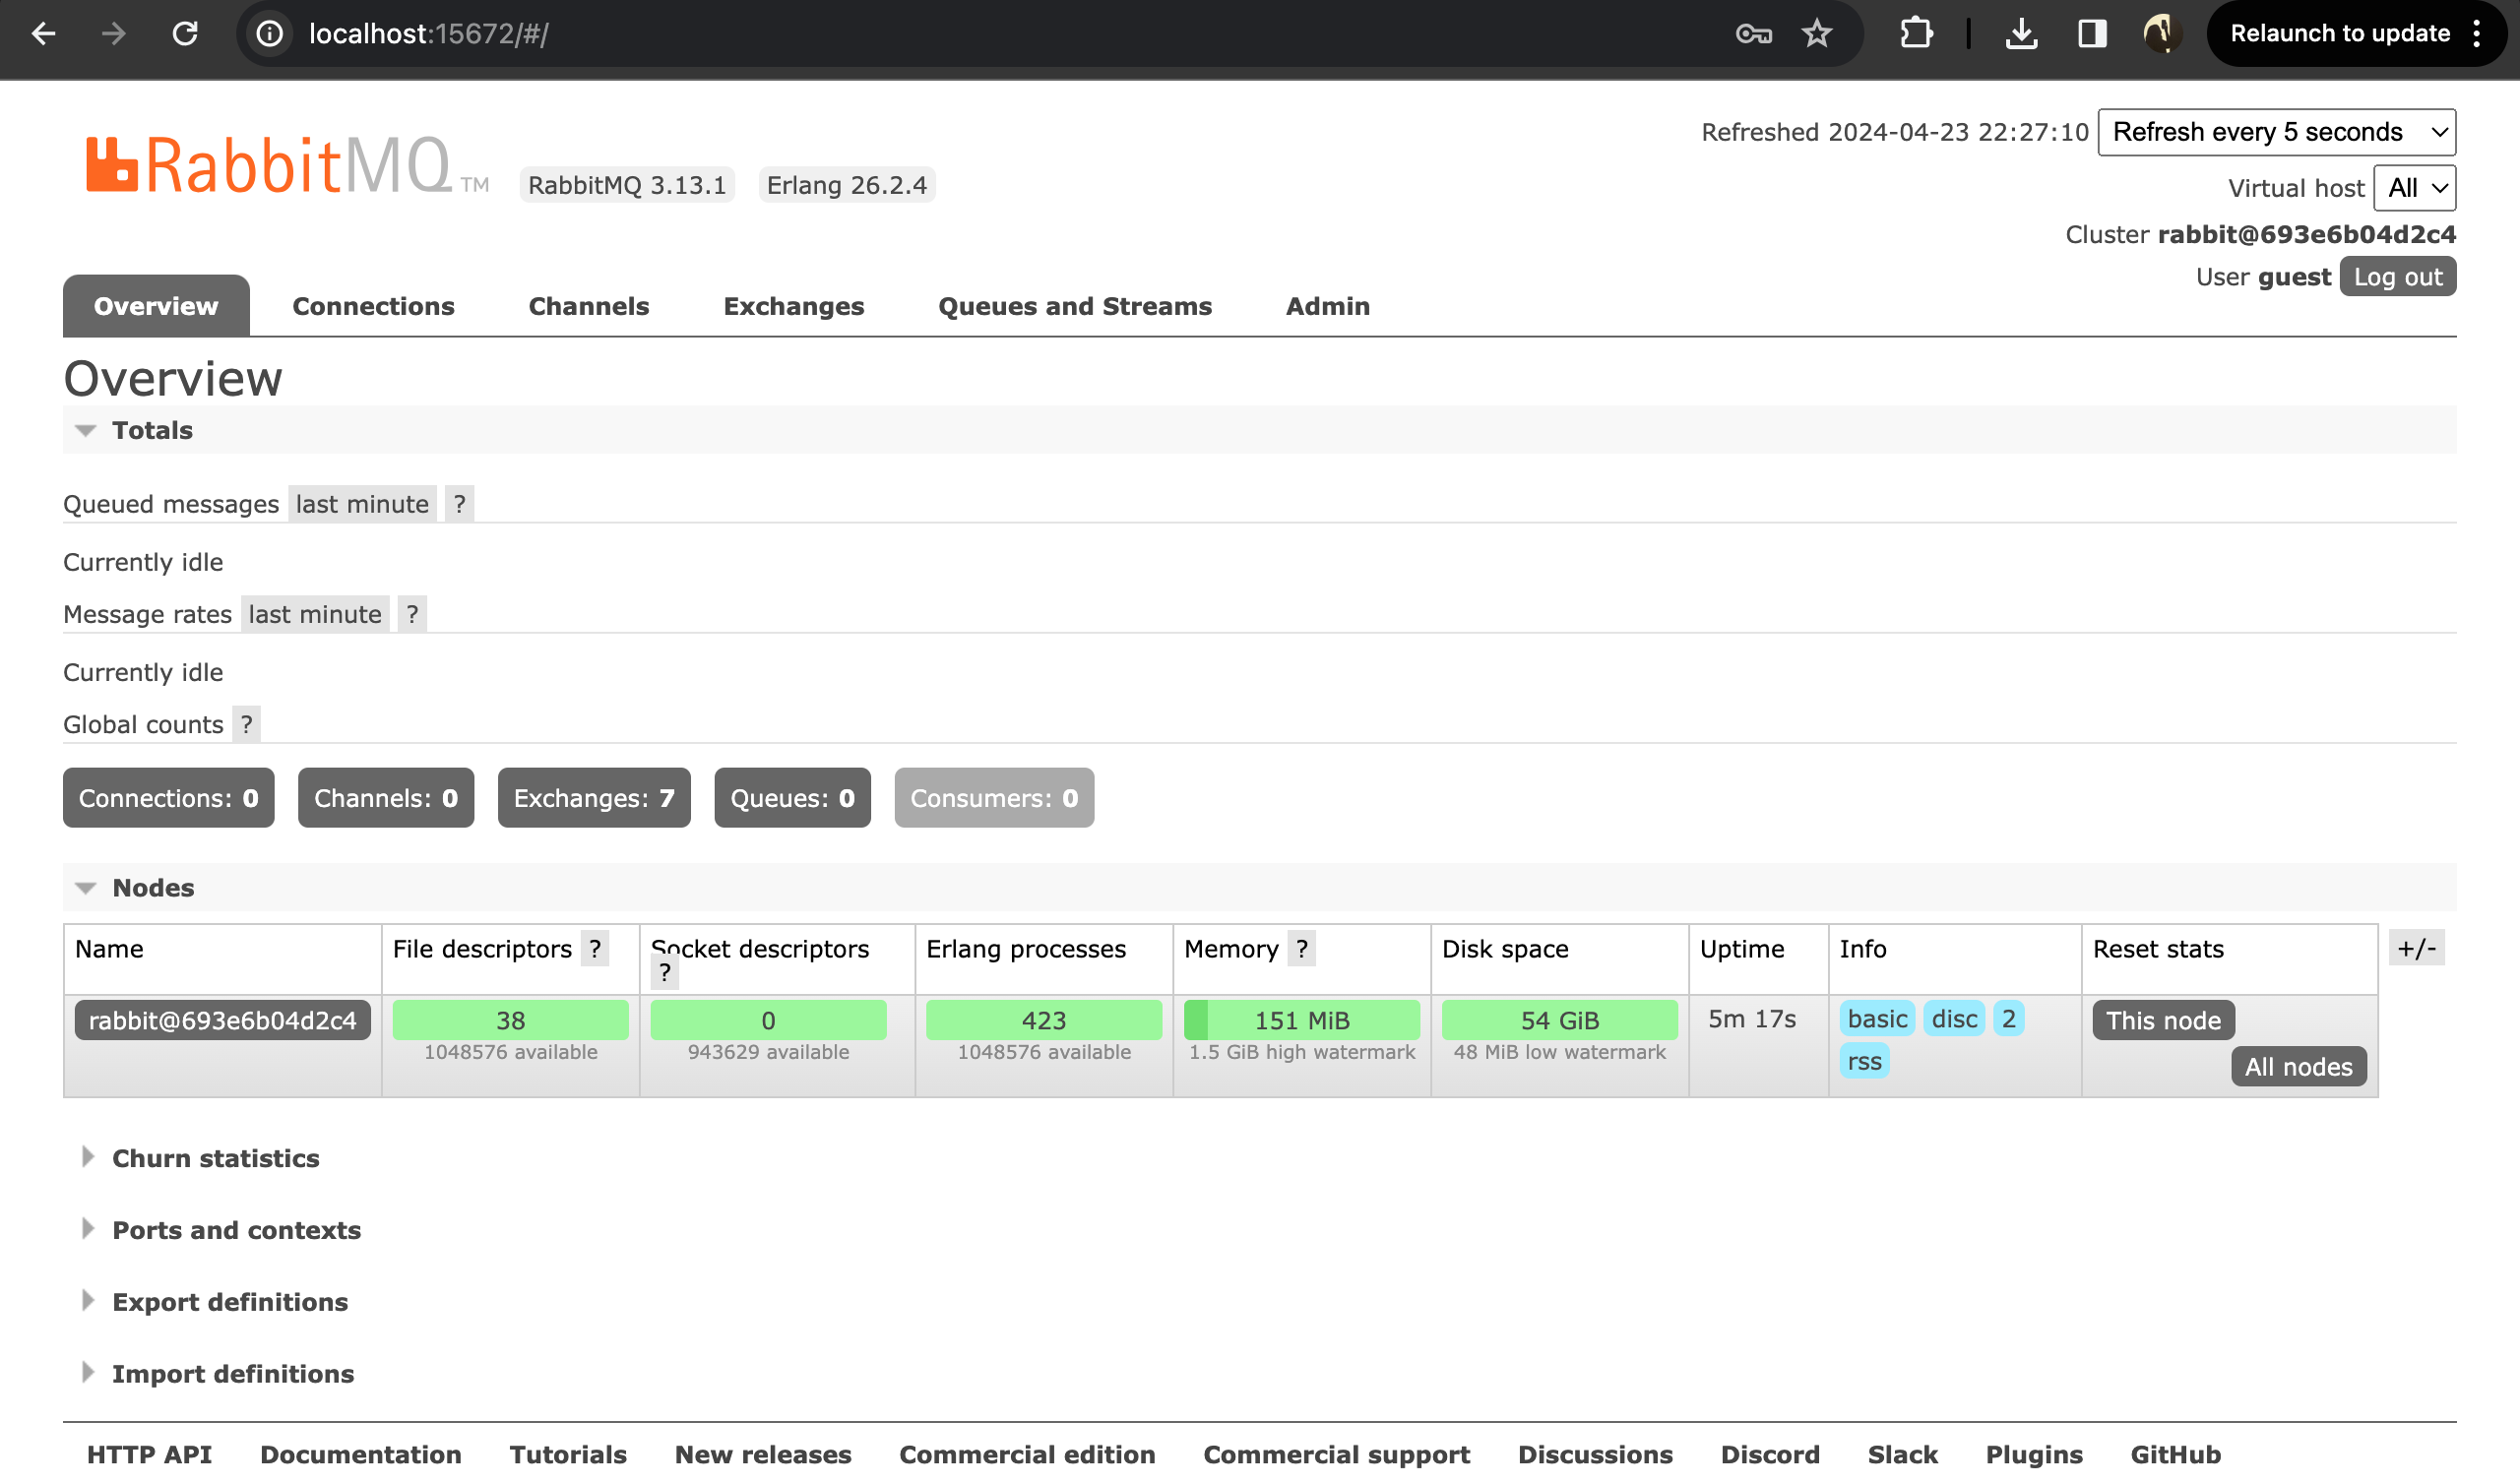 localhost:15672/#/
Relaunch to update
RabbitMQ TM
RabbitMQ 3.13.1
Erlang 26.2.4
Refreshed 2024-04-23 22:27:10
Refresh every 5 seconds
Virtual host All
Cluster rabbit@693e6b04d2c4
User guest Log out
Overview Connections Channels Exchanges Queues and Streams Admin
Overview
Totals
Queued messages last minute ?
Currently idle
Message rates last minute ?
Currently idle
Global counts ?
Connections: 0 Channels: 0 Exchanges: 7 Queues: 0 Consumers: 0
Nodes
Name File descriptors ? Socket descriptors ? Erlang processes Memory ? Disk space Uptime Info Reset stats +/-
rabbit@693e6b04d2c4 38 0 423 151 MiB 54 GiB 5m 17s basic disc 2 This node
1048576 available 943629 available 1048576 available 1.5 GiB high watermark 48 MiB low watermark rss All nodes
Churn statistics
Ports and contexts
Export definitions
Import definitions
HTTP API Documentation Tutorials New releases Commercial edition Commercial support Discussions Discord Slack Plugins GitHub